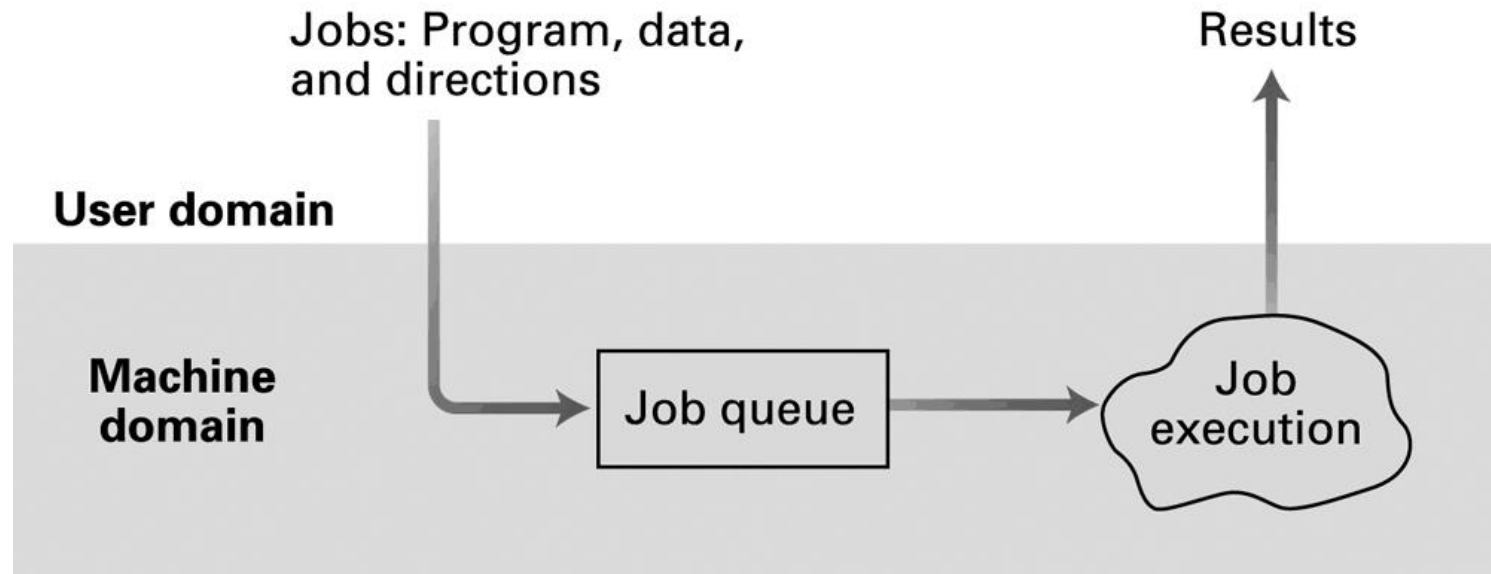 Jobs: Program, data,
and directions
Results
User domain
Machine
domain
Job queue
Job
execution